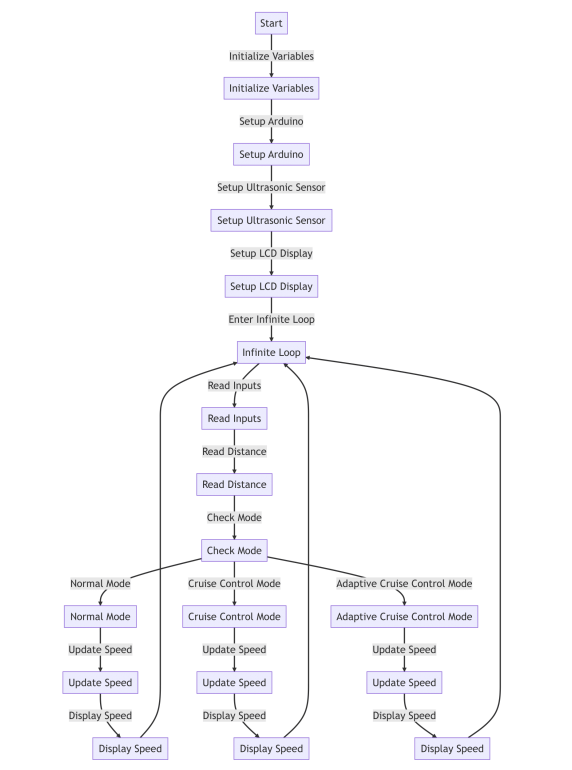 Start
Initialize Variables
Initialize Variables
Setup Arduino
Setup Arduino
Setup Ultrasonic Sensor
Setup Ultrasonic Sensor
Setup LCD Display
Setup LCD Display
Enter Infinite Loop
Infinite Loop
Read Inputs
Read Inputs
Read Distance
Read Distance
Check Mode
Check Mode
Normal Mode
Cruise Control Mode
Adaptive Cruise Control Mode
Normal Mode
Cruise Control Mode
Adaptive Cruise Control Mode
Update Speed
Update Speed
Update Speed
Update Speed
Update Speed
Update Speed
Display Speed
Display Speed
Display Speed
Display Speed
Display Speed
Display Speed